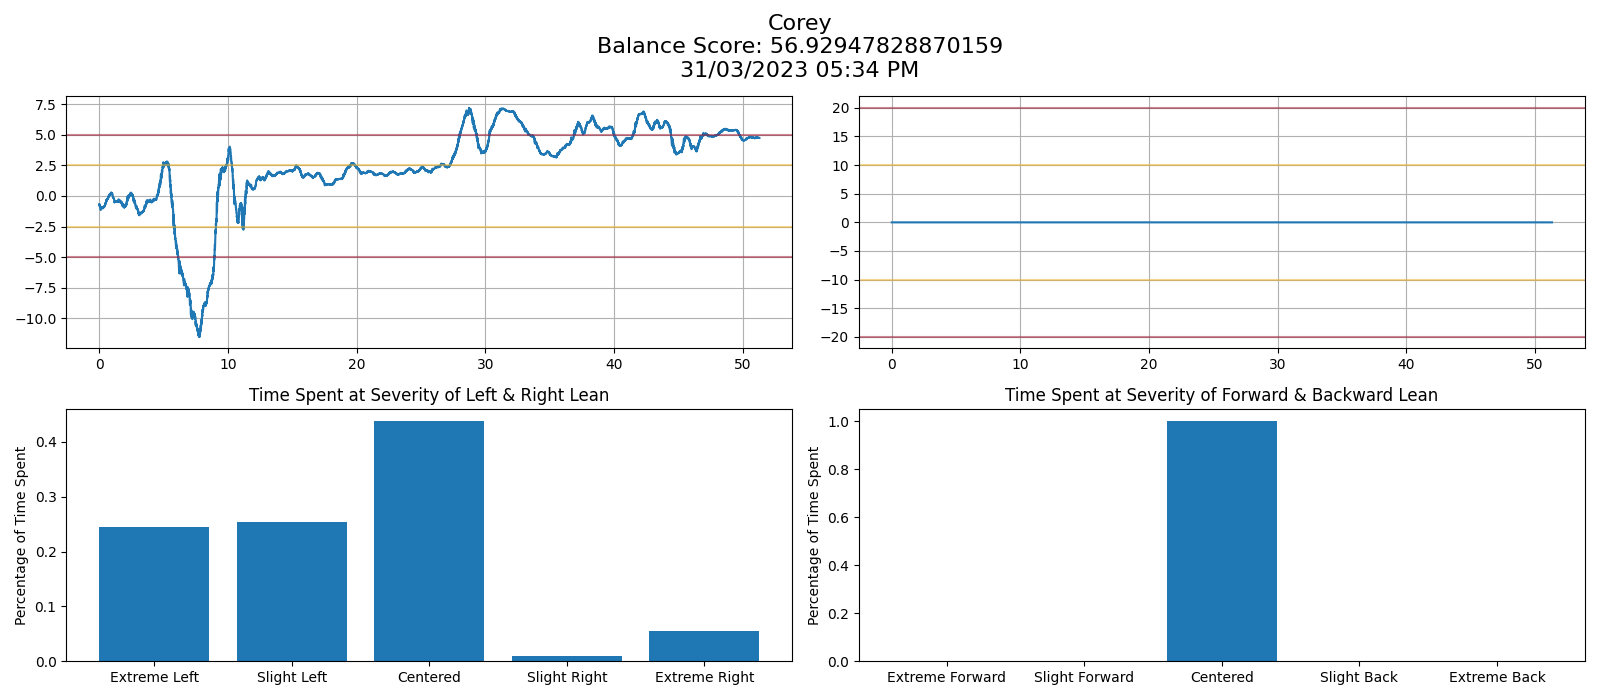 Corey
Balance Score: 56.92947828870159
31/03/2023 05:34 PM
7.5
5.0
2.5
0.0
−2.5
−5.0
−7.5
−10.0
0 10 20 30 40 50
20
15
10
5
0
−5
−10
−15
−20
0 10 20 30 40 50
Time Spent at Severity of Left & Right Lean
Percentage of Time Spent
0.4
0.3
0.2
0.1
0.0
Extreme Left Slight Left Centered Slight Right Extreme Right
Time Spent at Severity of Forward & Backward Lean
Percentage of Time Spent
1.0
0.8
0.6
0.4
0.2
0.0
Extreme Forward Slight Forward Centered Slight Back Extreme Back